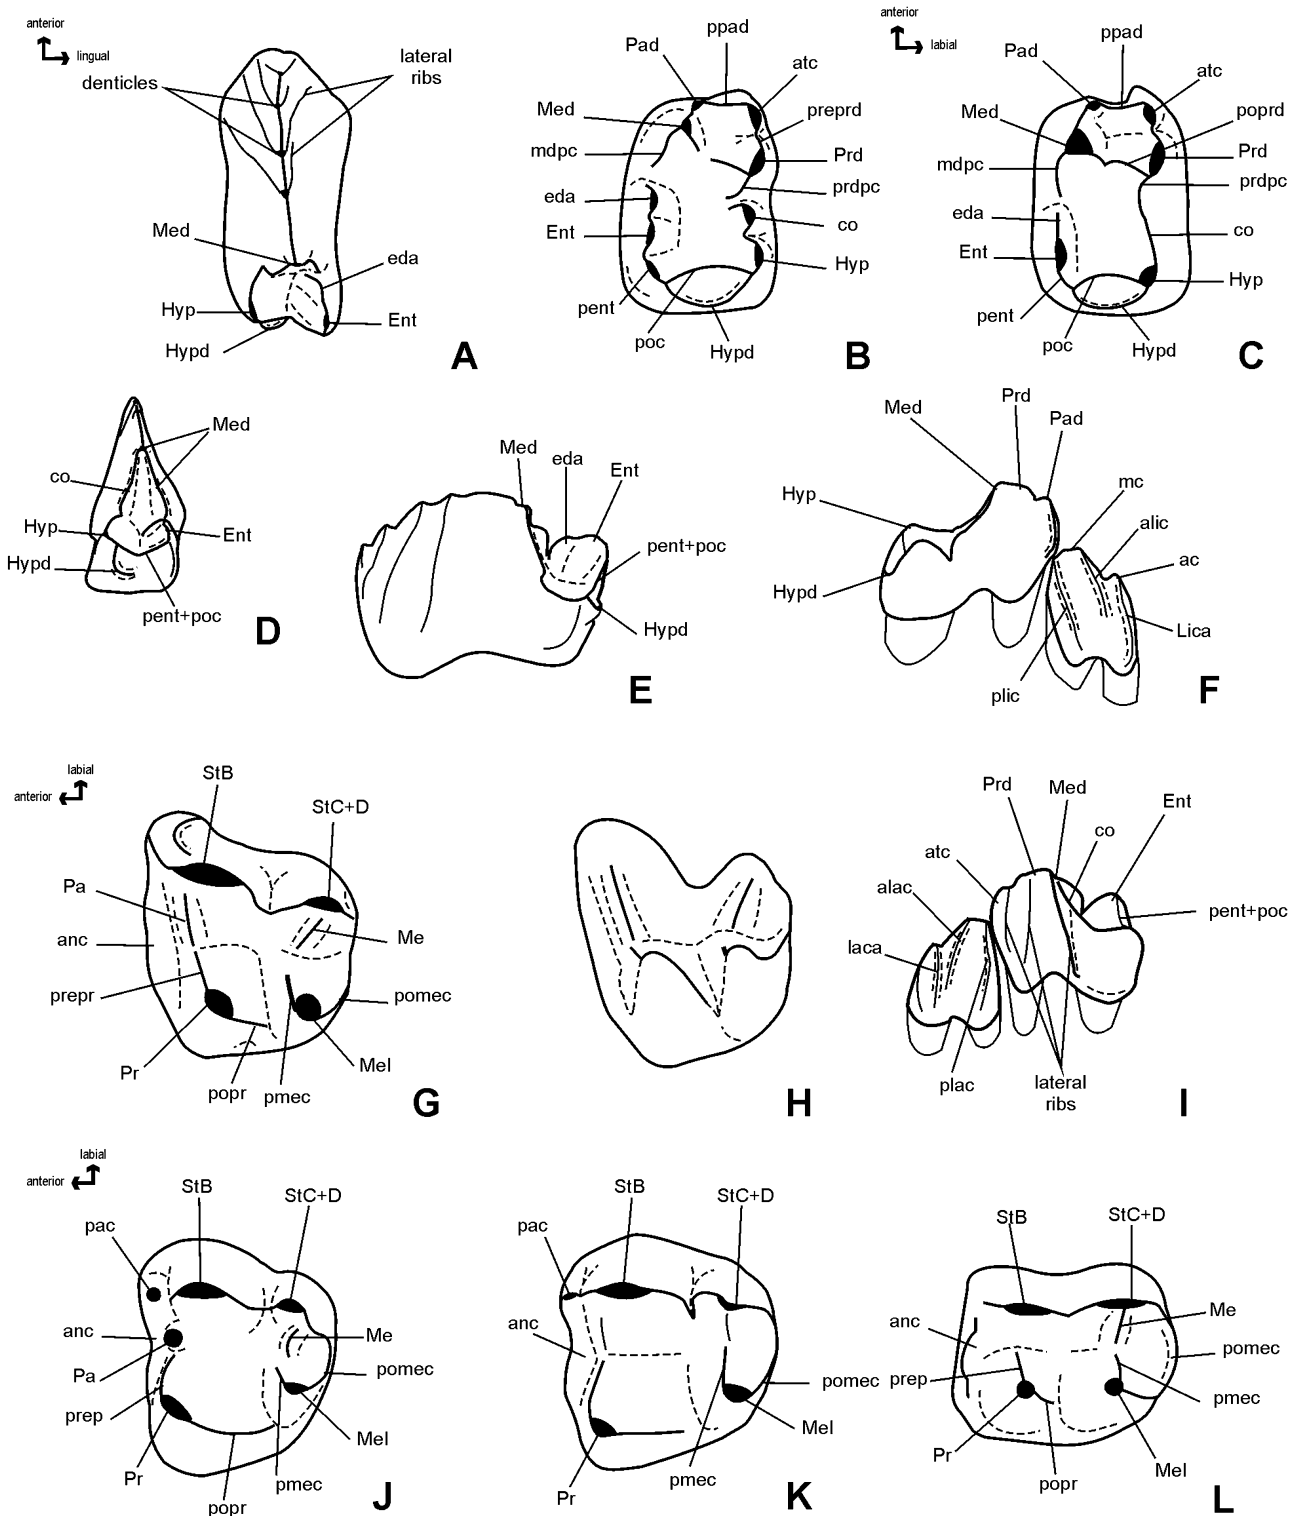 anterior
lingual
denticles
lateral
ribs
Med
eda
Hyp
Ent
Hypd
A
ppad
Pad
atc
Med
preprd
mdpc
Prd
eda
prdpc
Ent
co
Hyp
pent
poc
Hypd
B
anterior
labial
ppad
Pad
atc
Med
poprd
mdpc
Prd
prdpc
eda
co
Ent
Hyp
pent
poc
Hypd
C
Med
co
Hyp
Ent
Hypd
pent+poc
D
Med
eda
Ent
pent+poc
Hypd
E
Prd
Med
Pad
Hyp
mc
alic
ac
Hypd
Lica
plic
F
labial
anterior
StB
StC+D
Pa
anc
Me
prepr
pomec
Pr
Mel
popr
pmec
G
H
Prd
Med
Ent
co
atc
alac
pent+poc
laca
plac
lateral
ribs
I
labial
anterior
StB
StC+D
pac
anc
Me
Pa
pomec
prep
Mel
Pr
pmec
popr
J
StB
StC+D
pac
anc
pomec
Mel
pmec
Pr
K
StB
StC+D
Me
anc
pomec
prep
pmec
Pr
Mel
popr
L